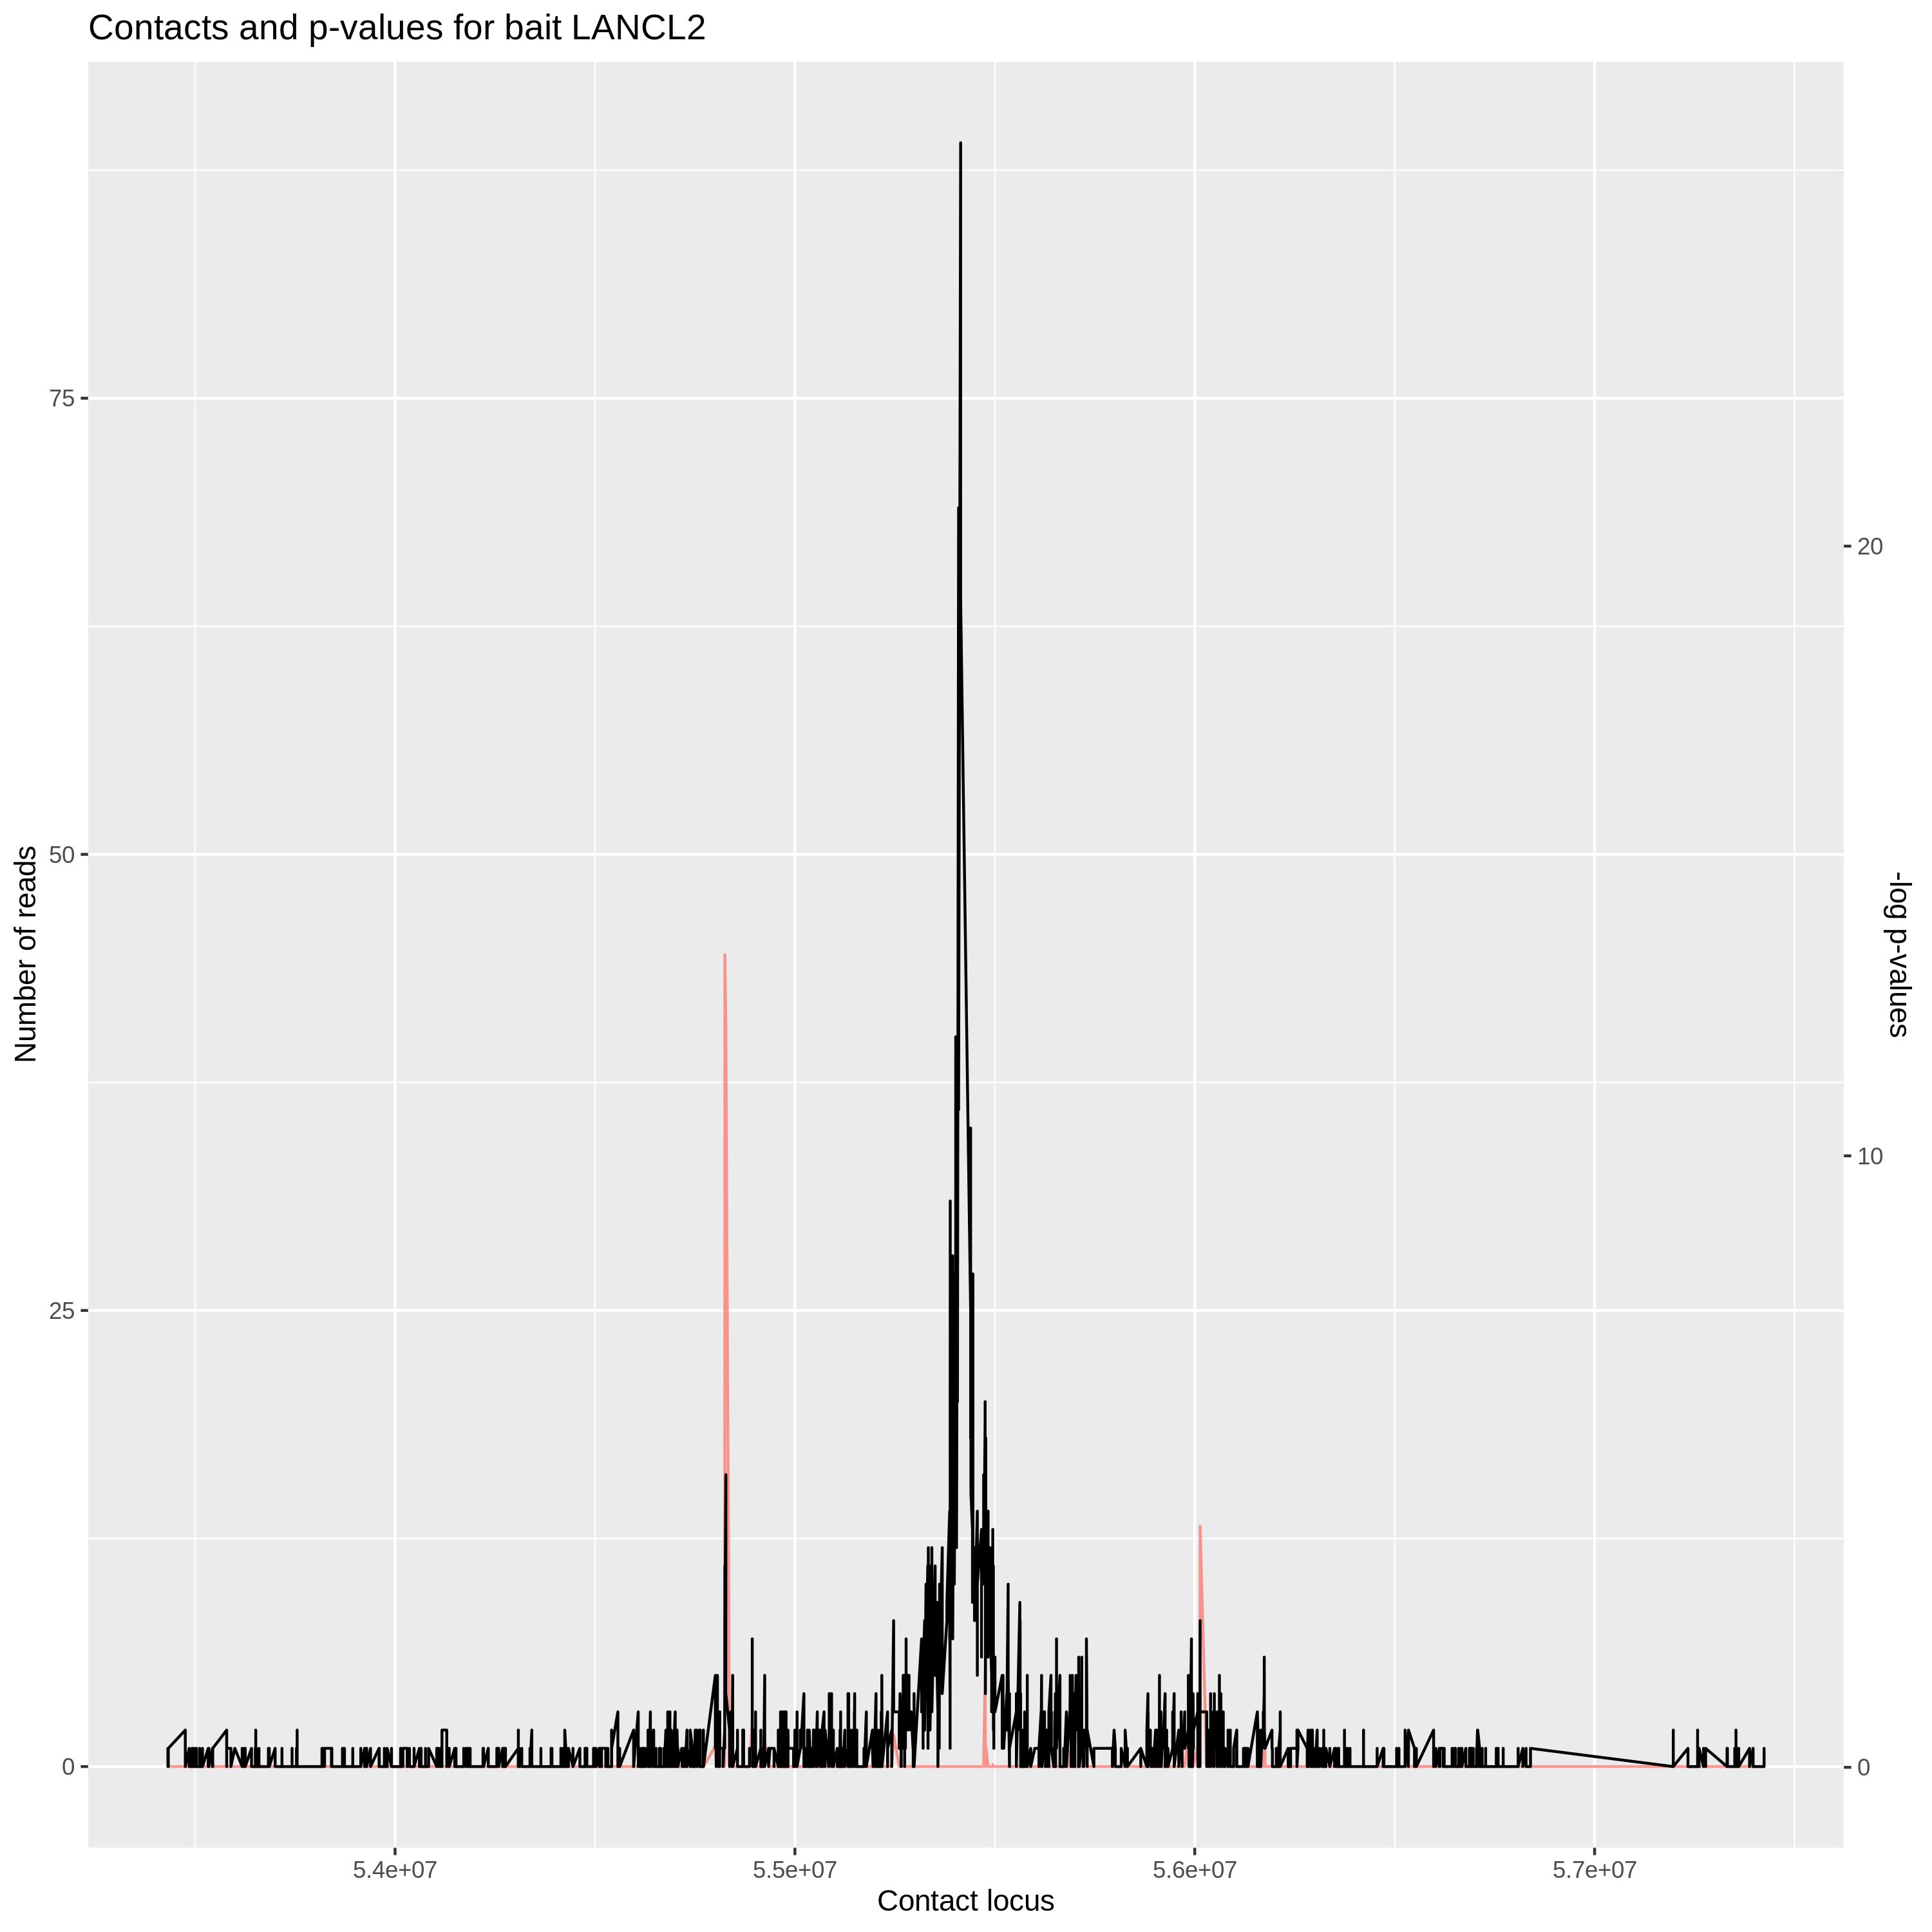 Contacts and p-values for bait LANCL2
75
50
25
0
Number of reads
20
10
0
-log p-values
5.4e+07
5.5e+07
5.6e+07
5.7e+07
Contact locus